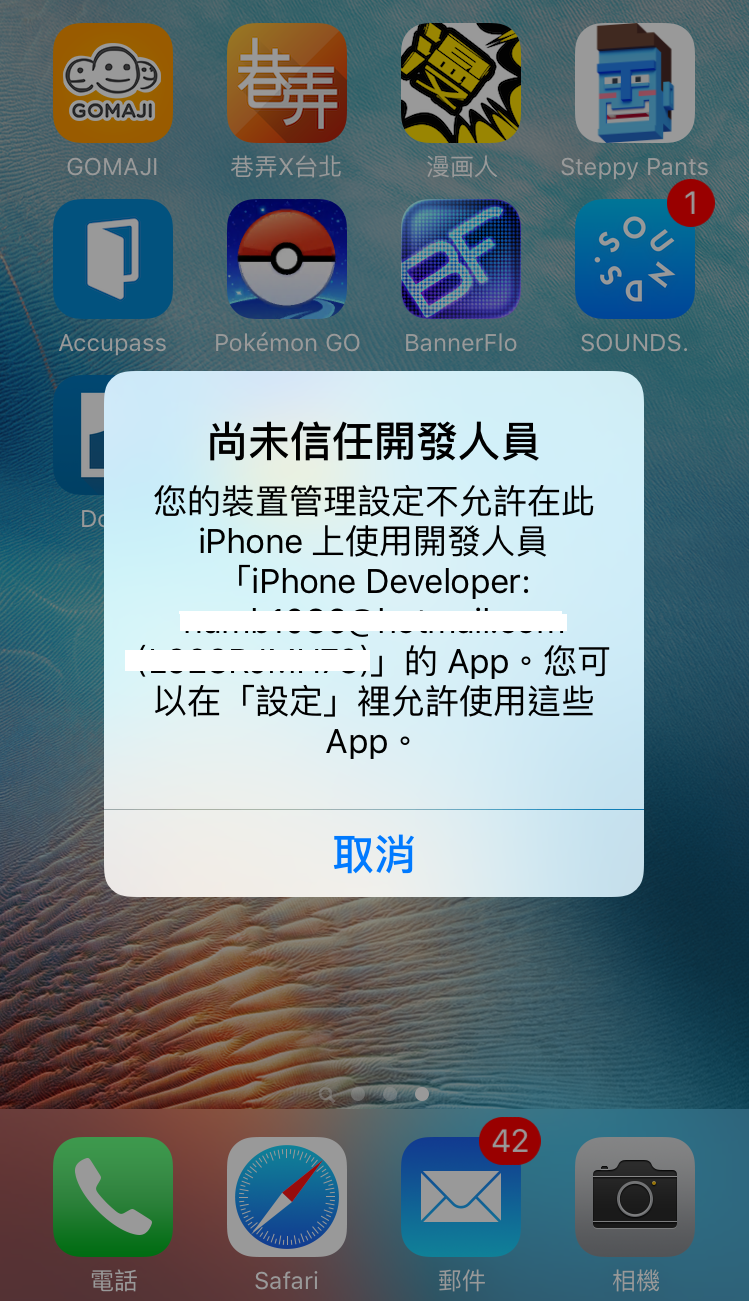 GOMAJI
巷弄
漫画人
GOMAJI
巷弄X台北
漫画人
Steppy Pants
1
BF
SOUNDS.
Accupass
Pokémon GO
BannerFlo
SOUNDS.
尚未信任開發人員
您的裝置管理設定不允許在此
iPhone 上使用開發人員
「iPhone Developer:
」的 App。您可
以在「設定」裡允許使用這些
App。
取消
42
電話
Safari
郵件
相機